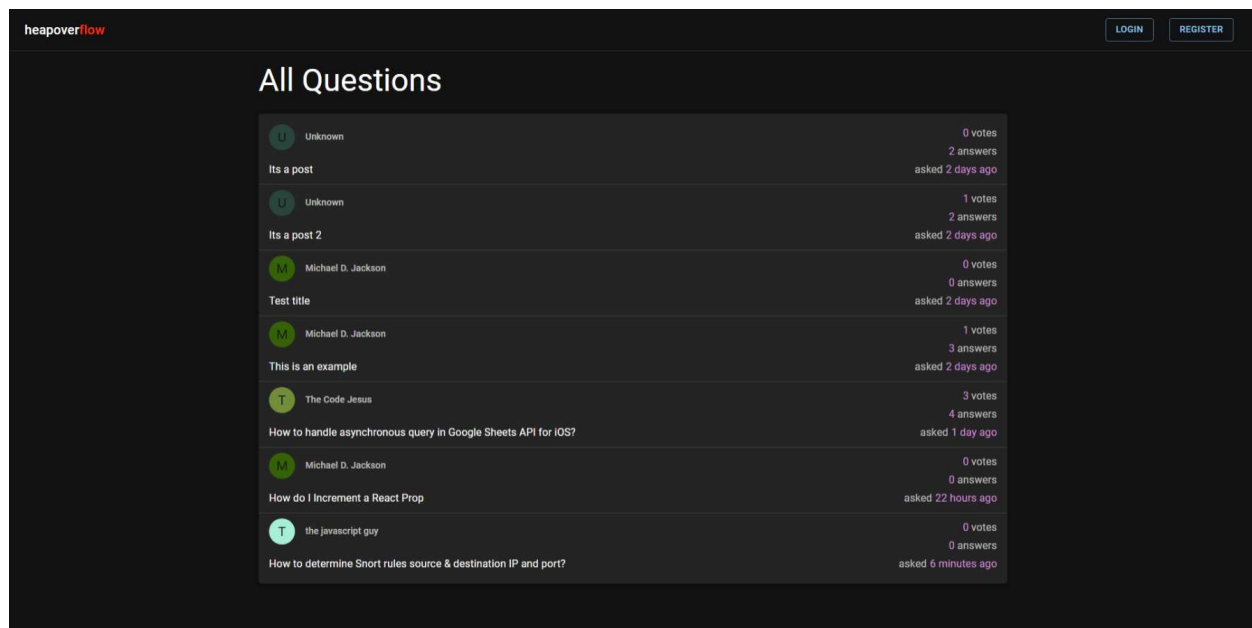 heapoverflow
LOGIN
REGISTER
All Questions
U
Unknown
0 votes
2 answers
Its a post
asked 2 days ago
U
Unknown
1 votes
2 answers
Its a post 2
asked 2 days ago
M
Michael D. Jackson
0 votes
0 answers
Test title
asked 2 days ago
M
Michael D. Jackson
1 votes
3 answers
This is an example
asked 2 days ago
T
The Code Jesus
3 votes
4 answers
How to handle asynchronous query in Google Sheets API for iOS?
asked 1 day ago
M
Michael D. Jackson
0 votes
0 answers
How do I Increment a React Prop
asked 22 hours ago
T
the javascript guy
0 votes
0 answers
How to determine Snort rules source & destination IP and port?
asked 6 minutes ago